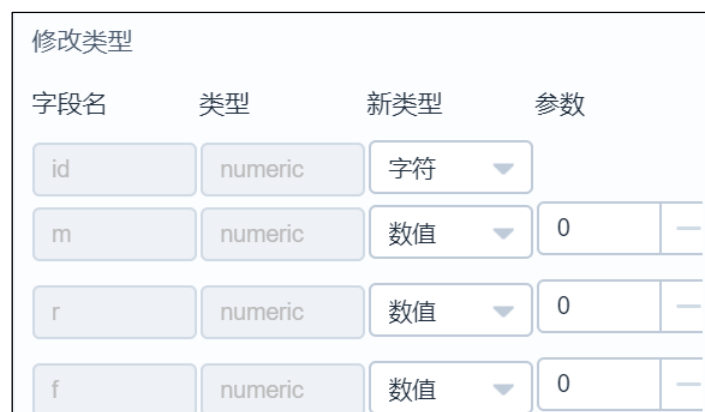 修改类型
字段名 类型 新类型 参数
id numeric 字符
m numeric 数值 0
r numeric 数值 0
f numeric 数值 0